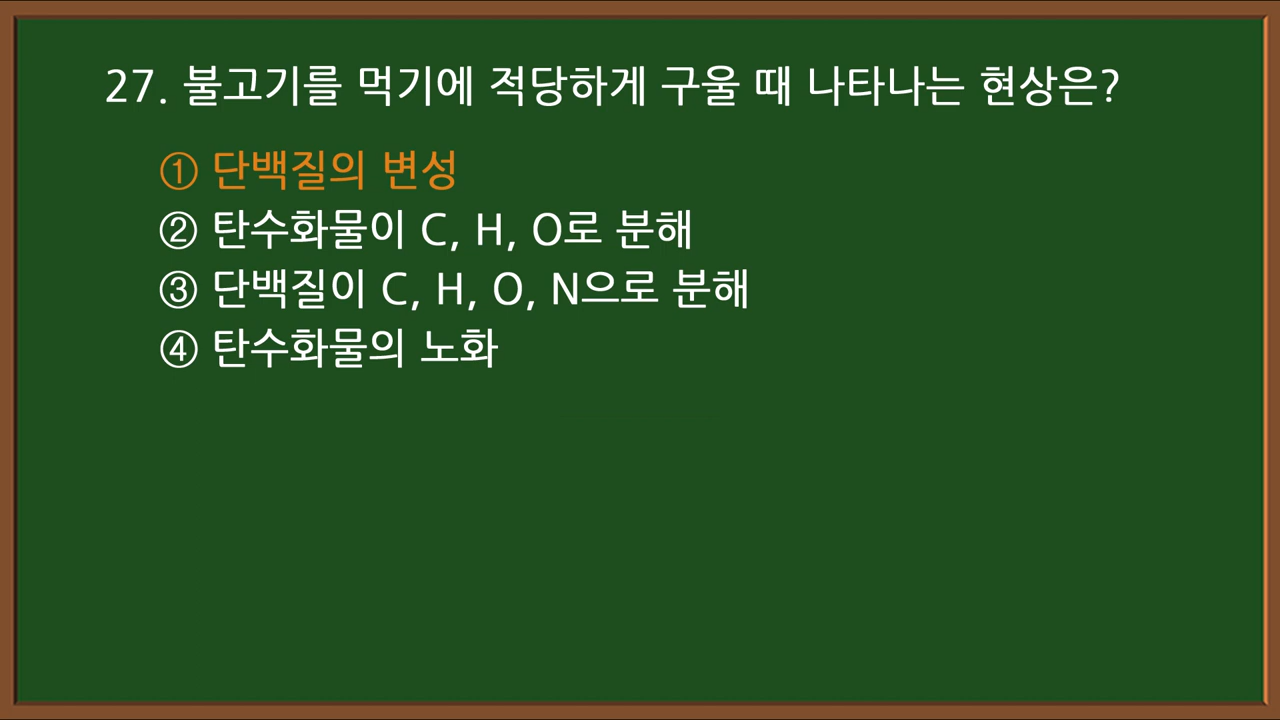 27. 불고기를 먹기에 적당하게 구울 때 나타나는 현상은?
① 단백질의 변성
② 탄수화물이 C, H, O로 분해
③ 단백질이 C, H, O, N으로 분해
④ 탄수화물의 노화